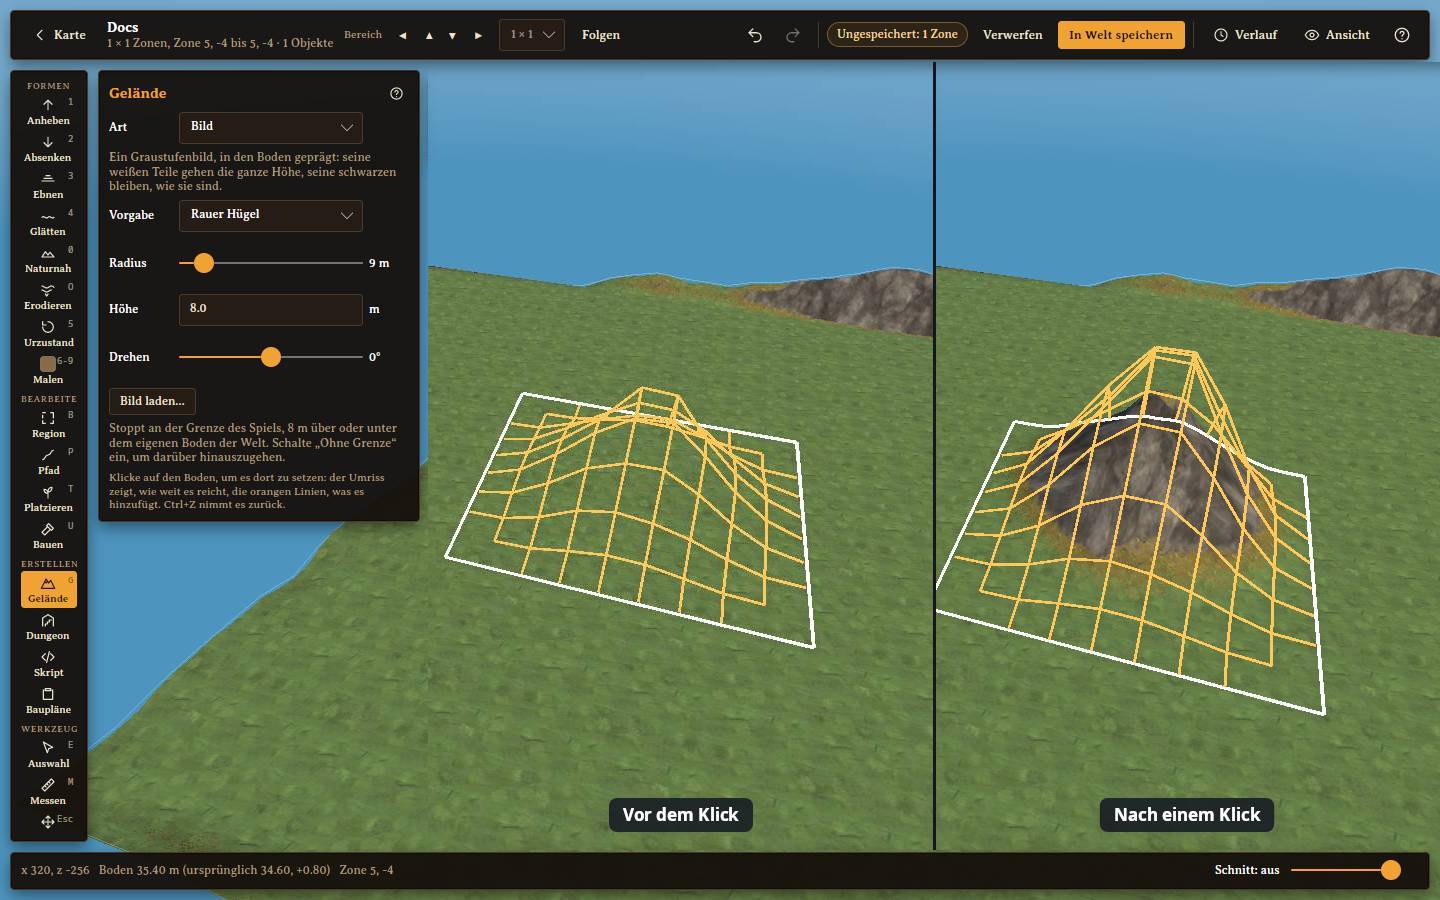 Karte
Docs
1 × 1 Zonen, Zone 5, -4 bis 5, -4 · 1 Objekte
Bereich
1 × 1
Folgen
Ungespeichert: 1 Zone
Verwerfen
In Welt speichern
Verlauf
Ansicht
FORMEN
1
Anheben
2
Absenken
3
Ebnen
4
Glätten
0
Naturnah
O
Erodieren
5
Urzustand
6-9
Malen
BEARBEITE
B
Region
P
Pfad
T
Platzieren
U
Bauen
ERSTELLEN
G
Gelände
Dungeon
Skript
Baupläne
WERKZEUG
E
Auswahl
M
Messen
Esc
Gelände
Art
Bild
Ein Graustufenbild, in den Boden geprägt: seine
weißen Teile gehen die ganze Höhe, seine schwarzen
bleiben, wie sie sind.
Vorgabe
Rauer Hügel
Radius
9 m
Höhe
8.0
m
Drehen
0°
Bild laden...
Stoppt an der Grenze des Spiels, 8 m über oder unter
dem eigenen Boden der Welt. Schalte „Ohne Grenze“
ein, um darüber hinauszugehen.
Klicke auf den Boden, um es dort zu setzen: der Umriss
zeigt, wie weit es reicht, die orangen Linien, was es
hinzufügt. Ctrl+Z nimmt es zurück.
Vor dem Klick
Nach einem Klick
x 320, z -256 Boden 35.40 m (ursprünglich 34.60, +0.80) Zone 5, -4
Schnitt: aus